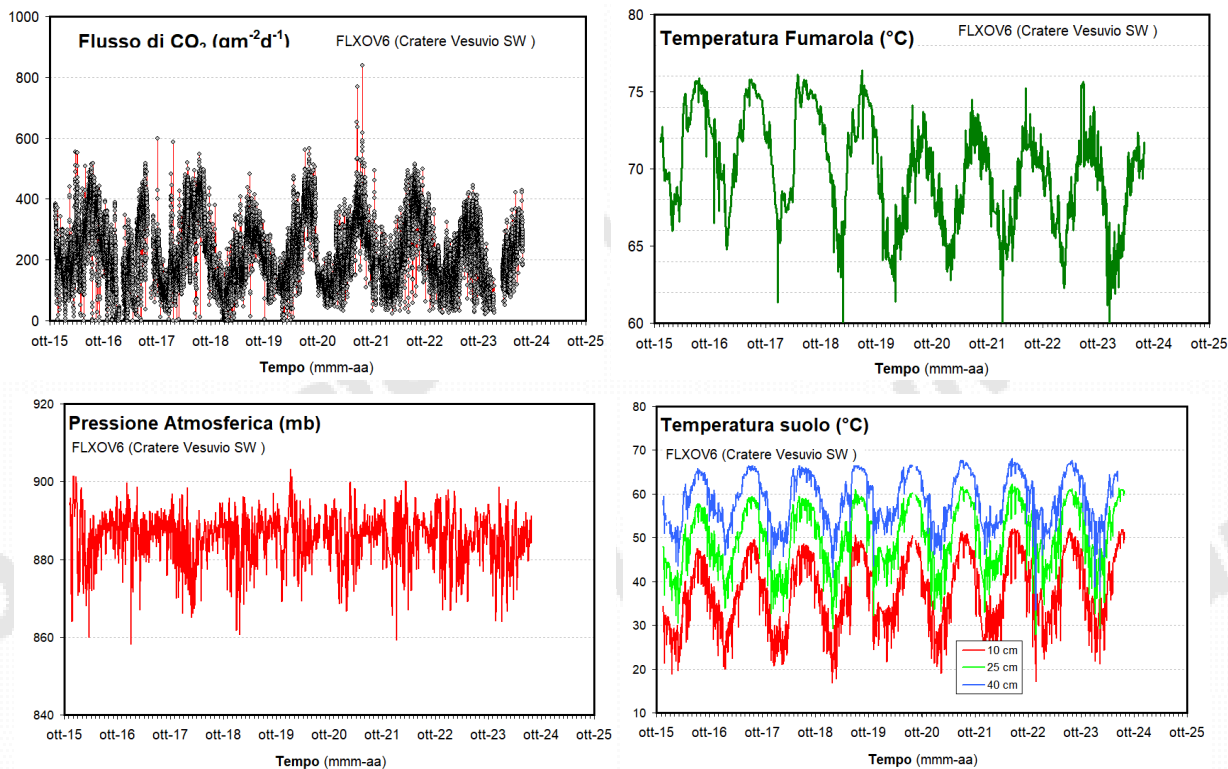 Flusso di CO₂ (gm⁻²d⁻¹)
FLXOV6 (Cratere Vesuvio SW )
1000
800
600
400
200
0
ott-15 ott-16 ott-17 ott-18 ott-19 ott-20 ott-21 ott-22 ott-23 ott-24 ott-25
Tempo (mmm-aa)
Temperatura Fumarola (°C)
FLXOV6 (Cratere Vesuvio SW )
80
75
70
65
60
ott-15 ott-16 ott-17 ott-18 ott-19 ott-20 ott-21 ott-22 ott-23 ott-24 ott-25
Tempo (mmm-aa)
Pressione Atmosferica (mb)
FLXOV6 (Cratere Vesuvio SW )
920
900
880
860
840
ott-15 ott-16 ott-17 ott-18 ott-19 ott-20 ott-21 ott-22 ott-23 ott-24 ott-25
Tempo (mmm-aa)
Temperatura suolo (°C)
FLXOV6 (Cratere Vesuvio SW )
80
70
60
50
40
30
20
10
10 cm
25 cm
40 cm
ott-15 ott-16 ott-17 ott-18 ott-19 ott-20 ott-21 ott-22 ott-23 ott-24 ott-25
Tempo (mmm-aa)